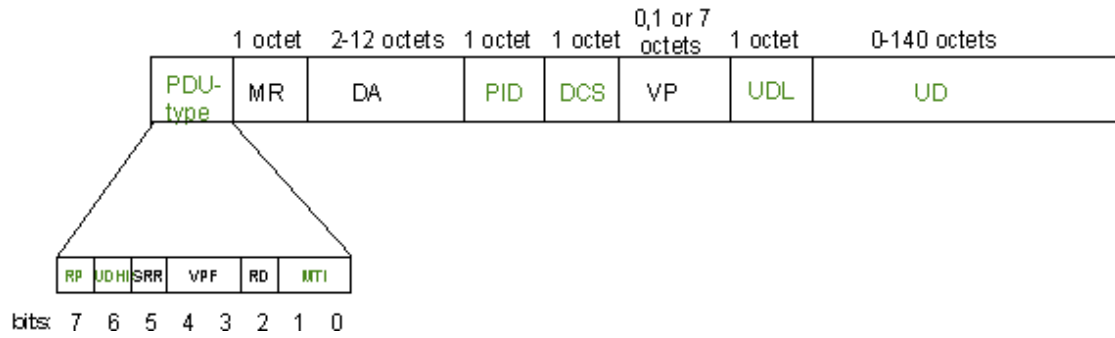 0,1 or 7
1 octet 2-12 octets 1 octet 1 octet octets 1 octet 0-140 octets
PDU-
type MR DA PID DCS VP UDL UD
RP UDHI SRR VPF RD MTI
bits: 7 6 5 4 3 2 1 0